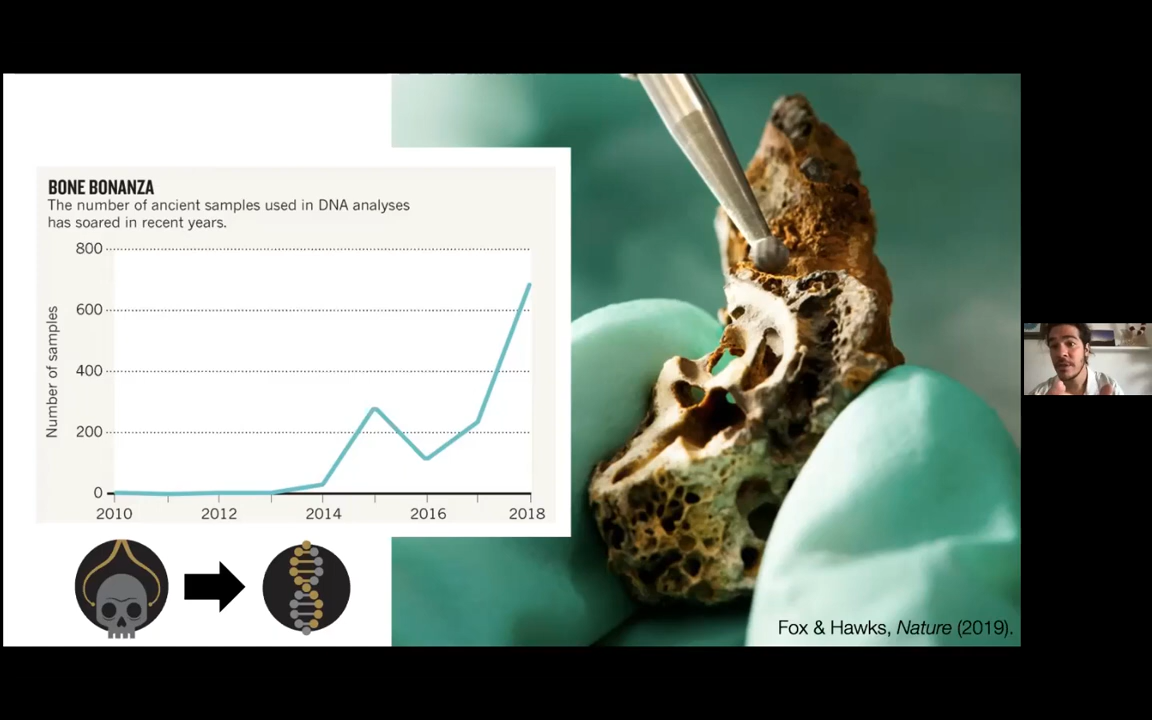 BONE BONANZA
The number of ancient samples used in DNA analyses
has soared in recent years.
800
600
400
200
0
Number of samples
2010
2012
2014
2016
2018
Fox & Hawks, Nature (2019).